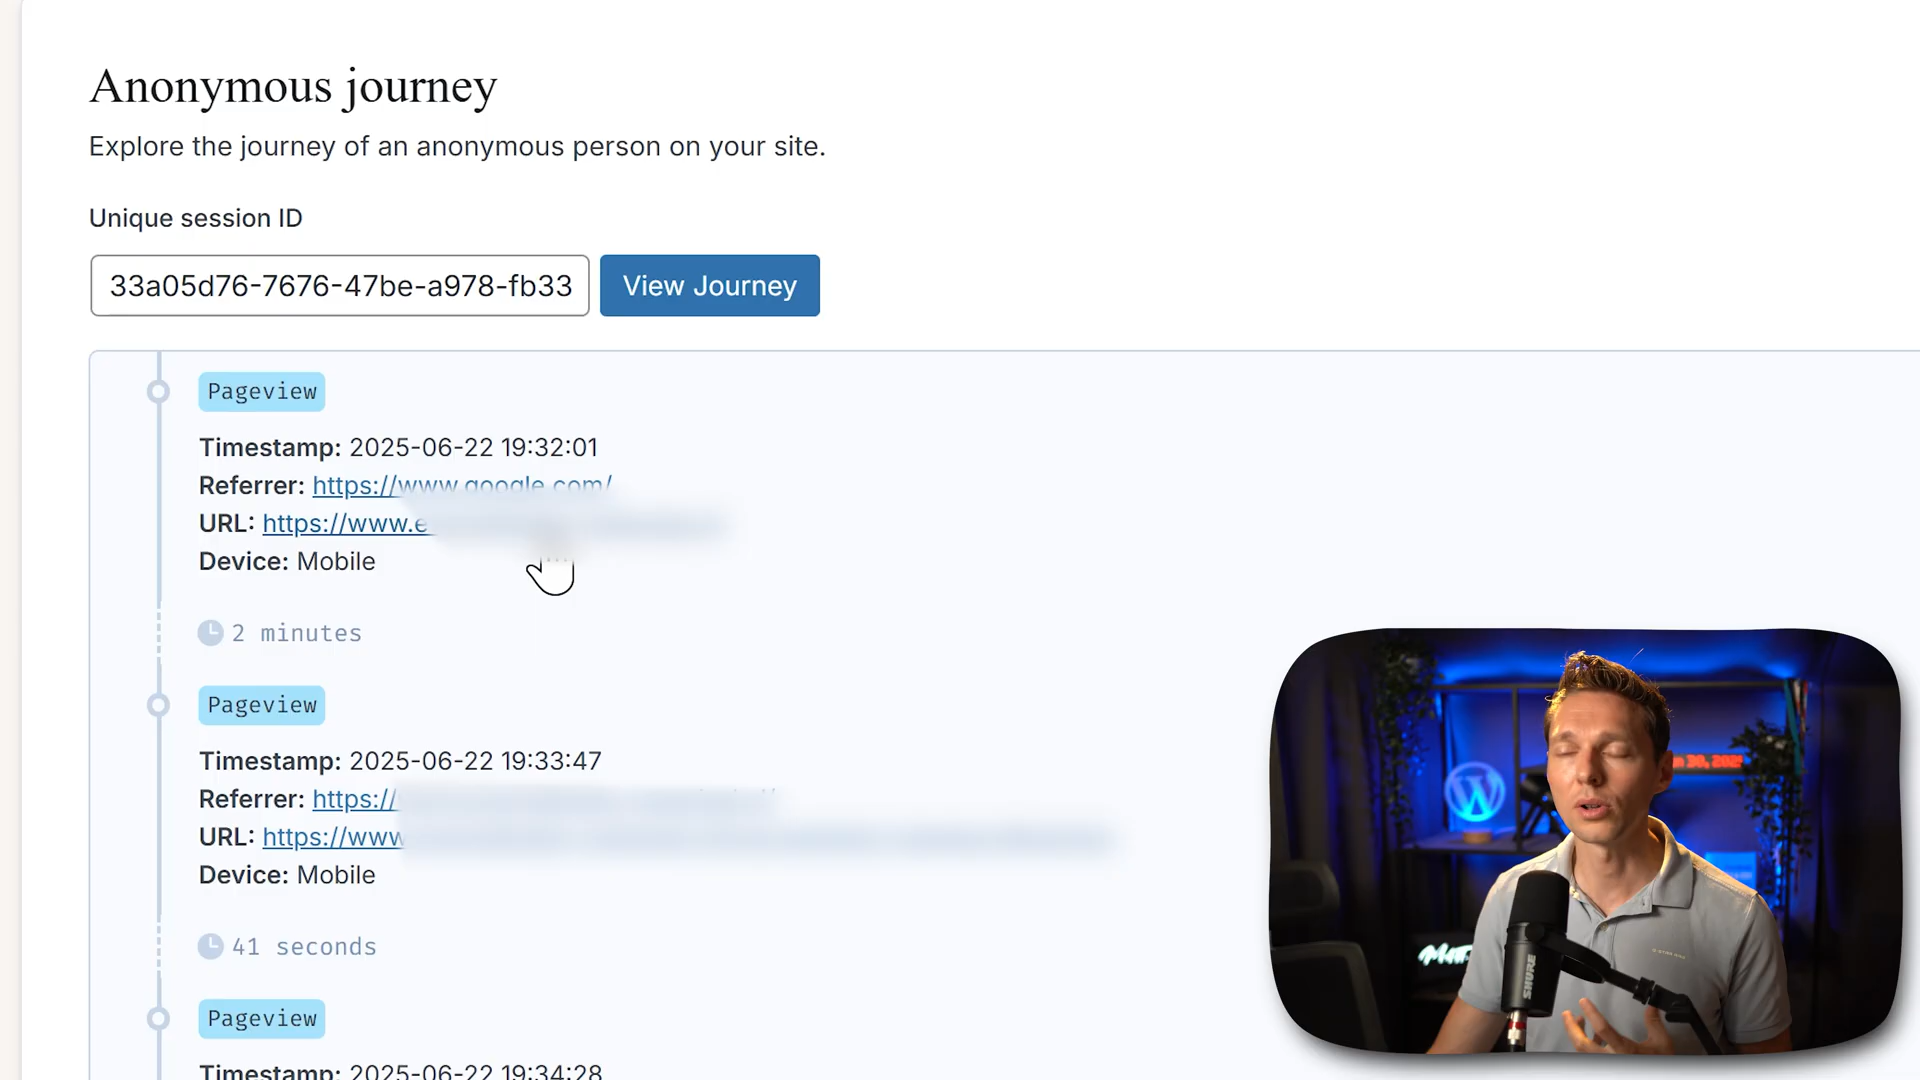 Anonymous journey
Explore the journey of an anonymous person on your site.
Unique session ID
33a05d76-7676-47be-a978-fb33
View Journey
Pageview
Timestamp: 2025-06-22 19:32:01
Referrer: https://www.google.com/
URL: https://www.e
Device: Mobile
2 minutes
Pageview
Timestamp: 2025-06-22 19:33:47
Referrer: https://
URL: https://www
Device: Mobile
41 seconds
Pageview
Timestamp: 2025-06-22 19:34:28
SHURE